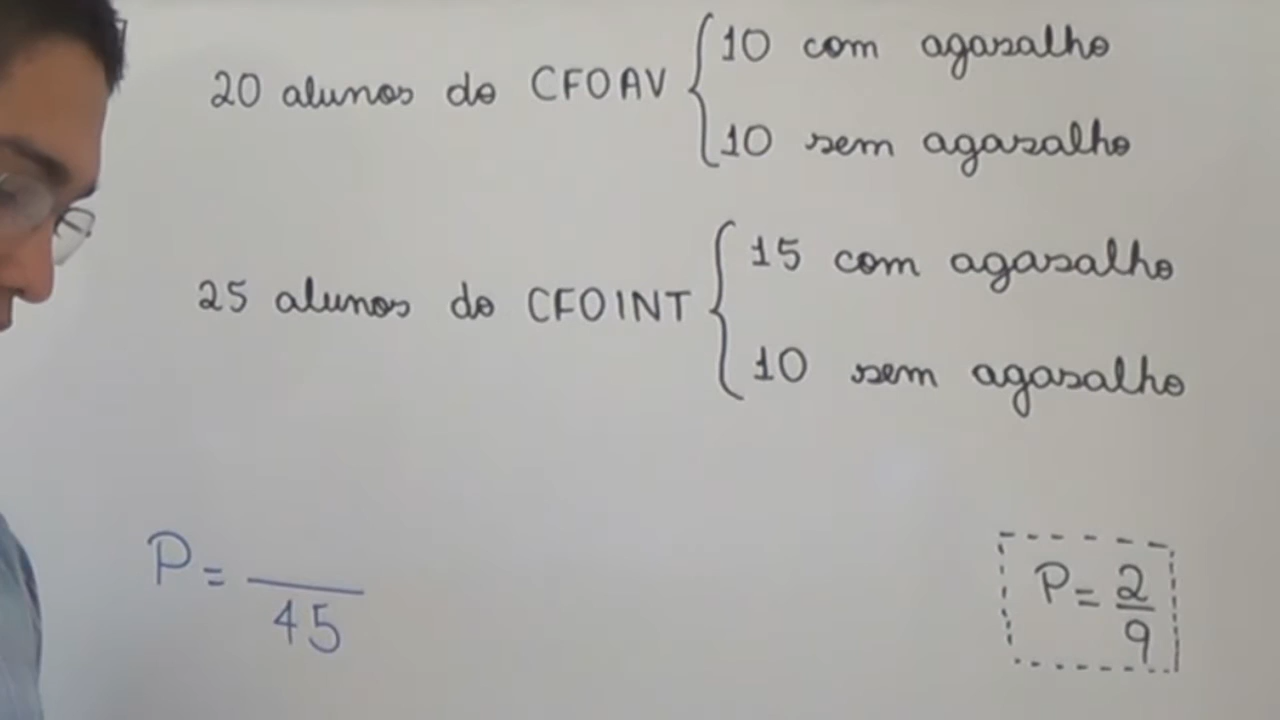 20 alunos do CFOAV { 10 com agasalho
10 sem agasalho
25 alunos do CFOINT { 15 com agasalho
10 sem agasalho
P = __/45
P = 2/9